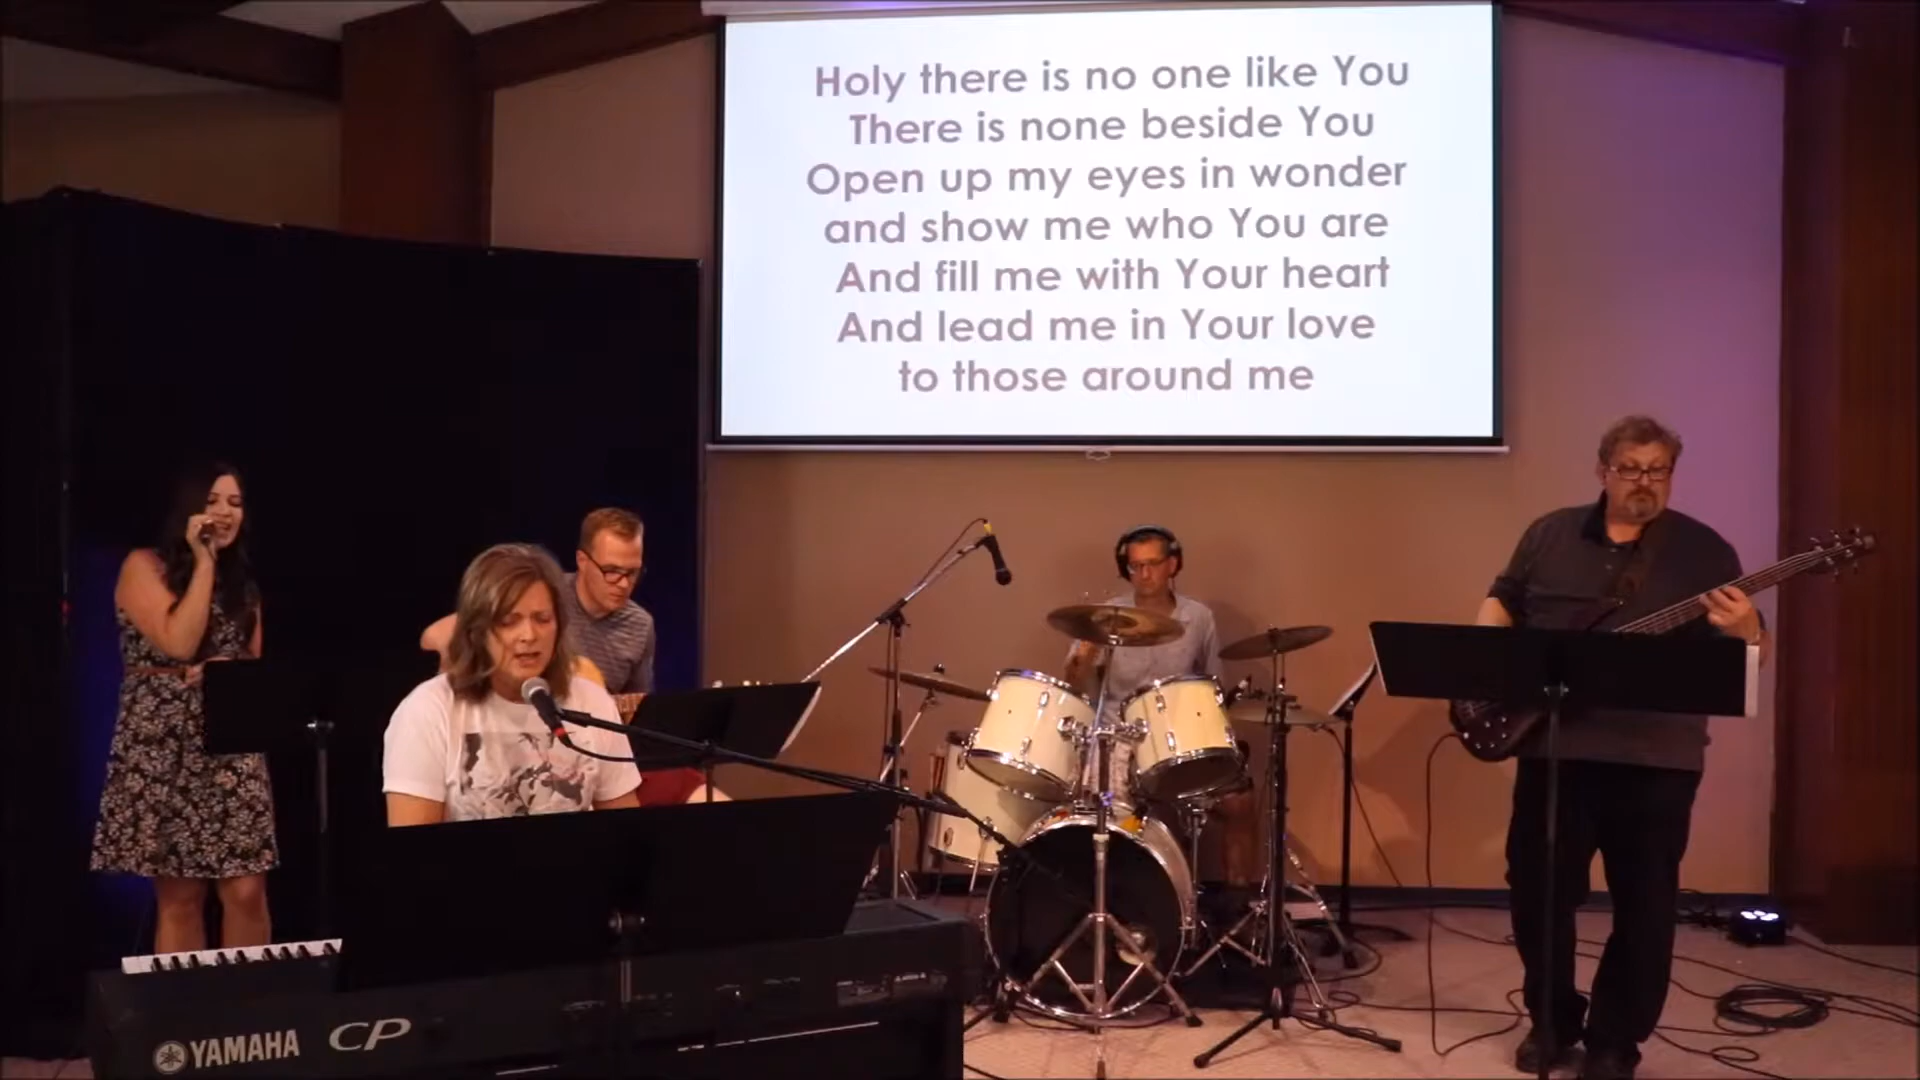 Holy there is no one like You
There is none beside You
Open up my eyes in wonder
and show me who You are
And fill me with Your heart
And lead me in Your love
to those around me
YAMAHA CP